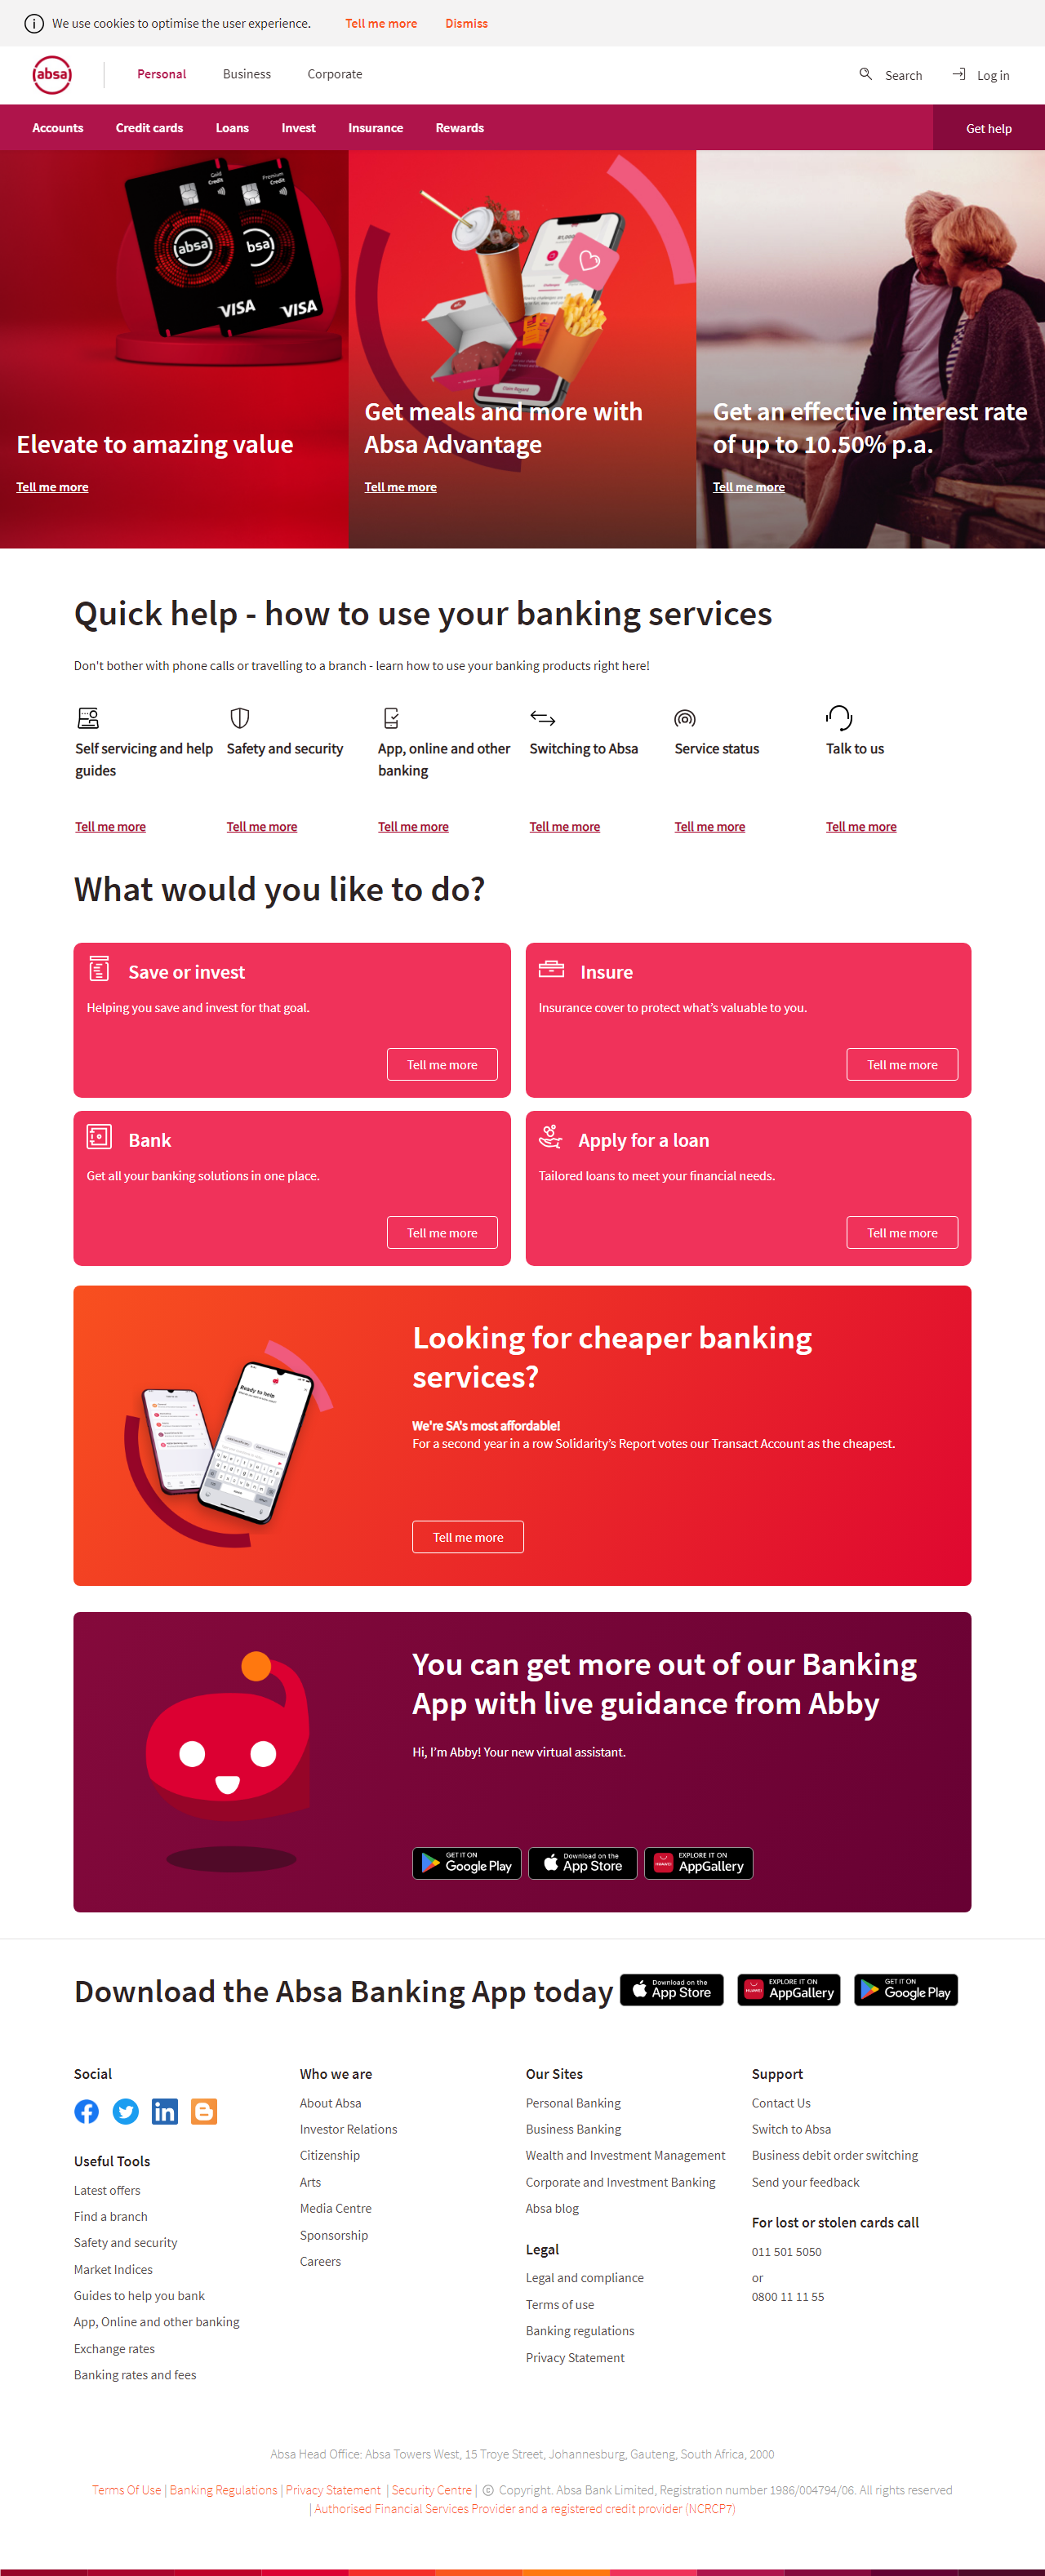 We use cookies to optimise the user experience. Tell me more Dismiss
absa Personal Business Corporate Search Log in
Accounts Credit cards Loans Invest Insurance Rewards Get help
Gold Credit
Premium Credit
absa
bsa
VISA
VISA
Elevate to amazing value
Tell me more
Get meals and more with
Absa Advantage
Tell me more
Get an effective interest rate
of up to 10.50% p.a.
Tell me more
Quick help - how to use your banking services
Don't bother with phone calls or travelling to a branch - learn how to use your banking products right here!
Self servicing and help
guides
Tell me more
Safety and security
Tell me more
App, online and other
banking
Tell me more
Switching to Absa
Tell me more
Service status
Tell me more
Talk to us
Tell me more
What would you like to do?
Save or invest
Helping you save and invest for that goal.
Tell me more
Insure
Insurance cover to protect what’s valuable to you.
Tell me more
Bank
Get all your banking solutions in one place.
Tell me more
Apply for a loan
Tailored loans to meet your financial needs.
Tell me more
Ready to help
Looking for cheaper banking
services?
We're SA's most affordable!
For a second year in a row Solidarity’s Report votes our Transact Account as the cheapest.
Tell me more
You can get more out of our Banking
App with live guidance from Abby
Hi, I’m Abby! Your new virtual assistant.
GET IT ON
Google Play
Download on the
App Store
EXPLORE IT ON
AppGallery
Download the Absa Banking App today
Download on the
App Store
EXPLORE IT ON
AppGallery
GET IT ON
Google Play
Social
in
Useful Tools
Latest offers
Find a branch
Safety and security
Market Indices
Guides to help you bank
App, Online and other banking
Exchange rates
Banking rates and fees
Who we are
About Absa
Investor Relations
Citizenship
Arts
Media Centre
Sponsorship
Careers
Our Sites
Personal Banking
Business Banking
Wealth and Investment Management
Corporate and Investment Banking
Absa blog
Legal
Legal and compliance
Terms of use
Banking regulations
Privacy Statement
Support
Contact Us
Switch to Absa
Business debit order switching
Send your feedback
For lost or stolen cards call
011 501 5050
or
0800 11 11 55
Absa Head Office: Absa Towers West, 15 Troye Street, Johannesburg, Gauteng, South Africa, 2000
Terms Of Use | Banking Regulations | Privacy Statement | Security Centre | © Copyright. Absa Bank Limited, Registration number 1986/004794/06. All rights reserved
| Authorised Financial Services Provider and a registered credit provider (NCRCP7)